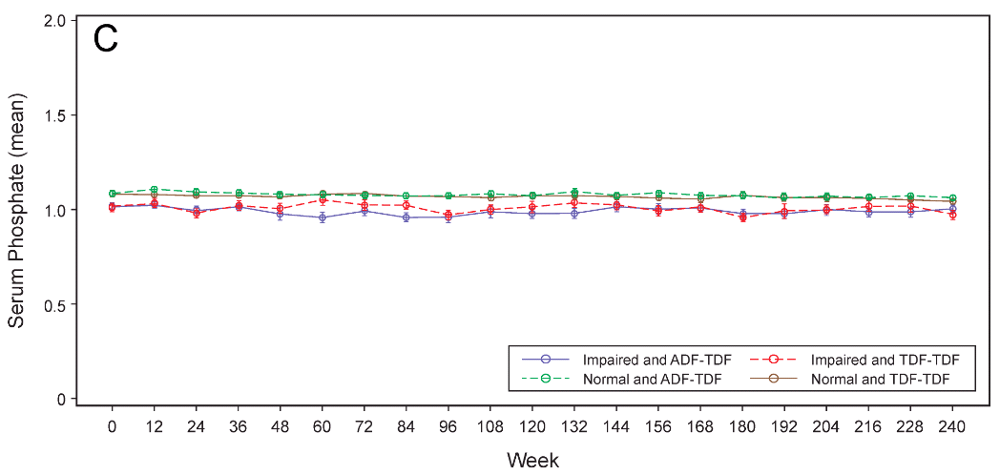 C
2.0
1.5
1.0
0.5
0
Serum Phosphate (mean)
Impaired and ADF-TDF
Impaired and TDF-TDF
Normal and ADF-TDF
Normal and TDF-TDF
0 12 24 36 48 60 72 84 96 108 120 132 144 156 168 180 192 204 216 228 240
Week